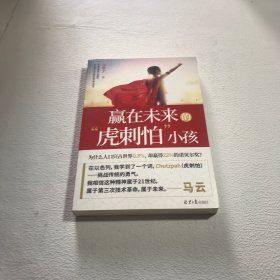 赢在未来的
“虎刺怕”小孩
为什么人口只占世界0.3%，却赢得22%的诺贝尔奖？
在以色列，我学到了一个词，Chutzpah（虎刺怕）
——挑战传统的勇气。
我相信这种精神属于21世纪，
属于第三次技术革命，属于未来。
——马云